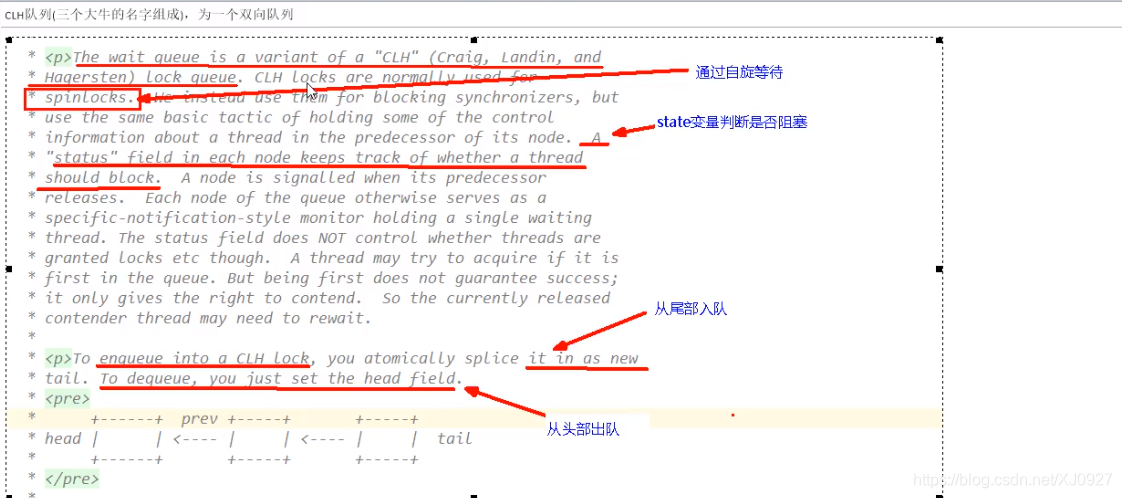 CLH队列(三个大牛的名字组成)，为一个双向队列
* <p>The wait queue is a variant of a "CLH" (Craig, Landin, and
* Hagersten) lock queue. CLH locks are normally used for
通过自旋等待
* spinlocks. We instead use them for blocking synchronizers, but
* use the same basic tactic of holding some of the control
state变量判断是否阻塞
* information about a thread in the predecessor of its node. A
* "status" field in each node keeps track of whether a thread
* should block. A node is signalled when its predecessor
* releases. Each node of the queue otherwise serves as a
* specific-notification-style monitor holding a single waiting
* thread. The status field does NOT control whether threads are
* granted locks etc though. A thread may try to acquire if it is
* first in the queue. But being first does not guarantee success;
* it only gives the right to contend. So the currently released
从尾部入队
* contender thread may need to rewait.
*
* <p>To enqueue into a CLH lock, you atomically splice it in as new
* tail. To dequeue, you just set the head field.
* <pre>
* +------+ prev +-----+ +-----+
从头部出队
* head | | <---- | | <---- | | tail
* +------+ +-----+ +-----+
* </pre>
*
https://blog.csdn.net/XJ0927